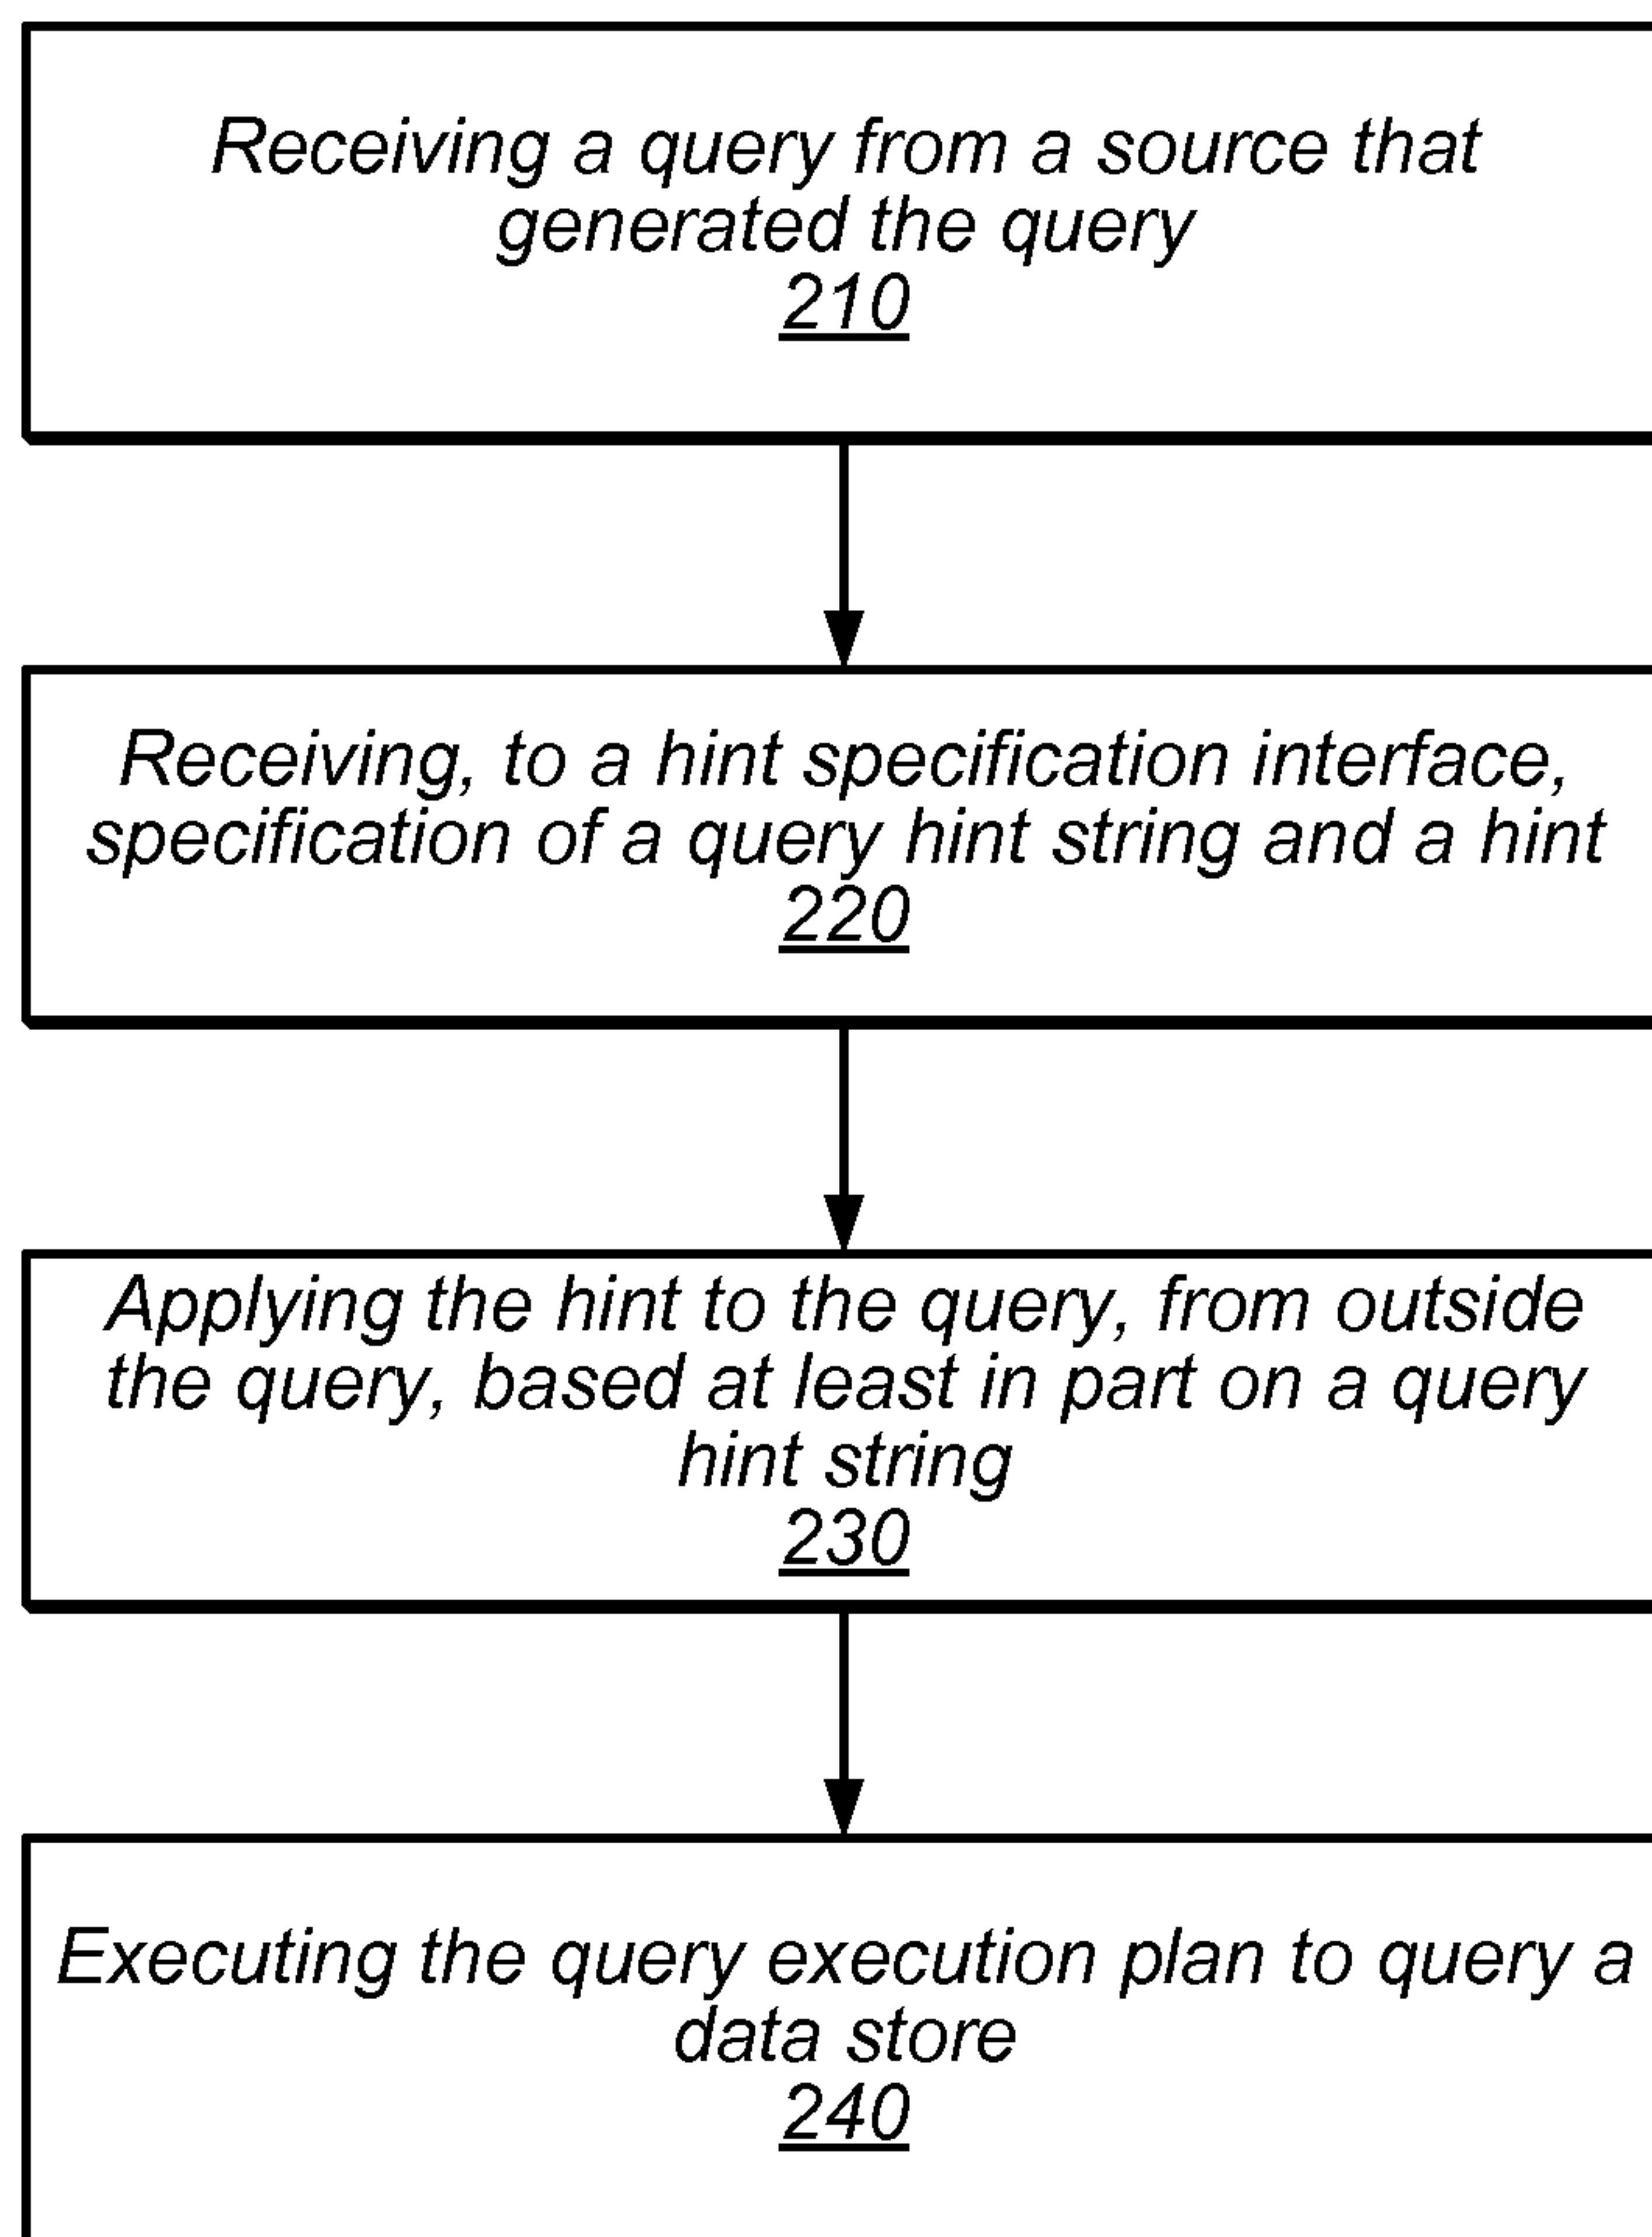 Receiving a query from a source that
generated the query
210
Receiving, to a hint specification interface,
specification of a query hint string and a hint
220
Applying the hint to the query, from outside
the query, based at least in part on a query
hint string
230
Executing the query execution plan to query a
data store
240